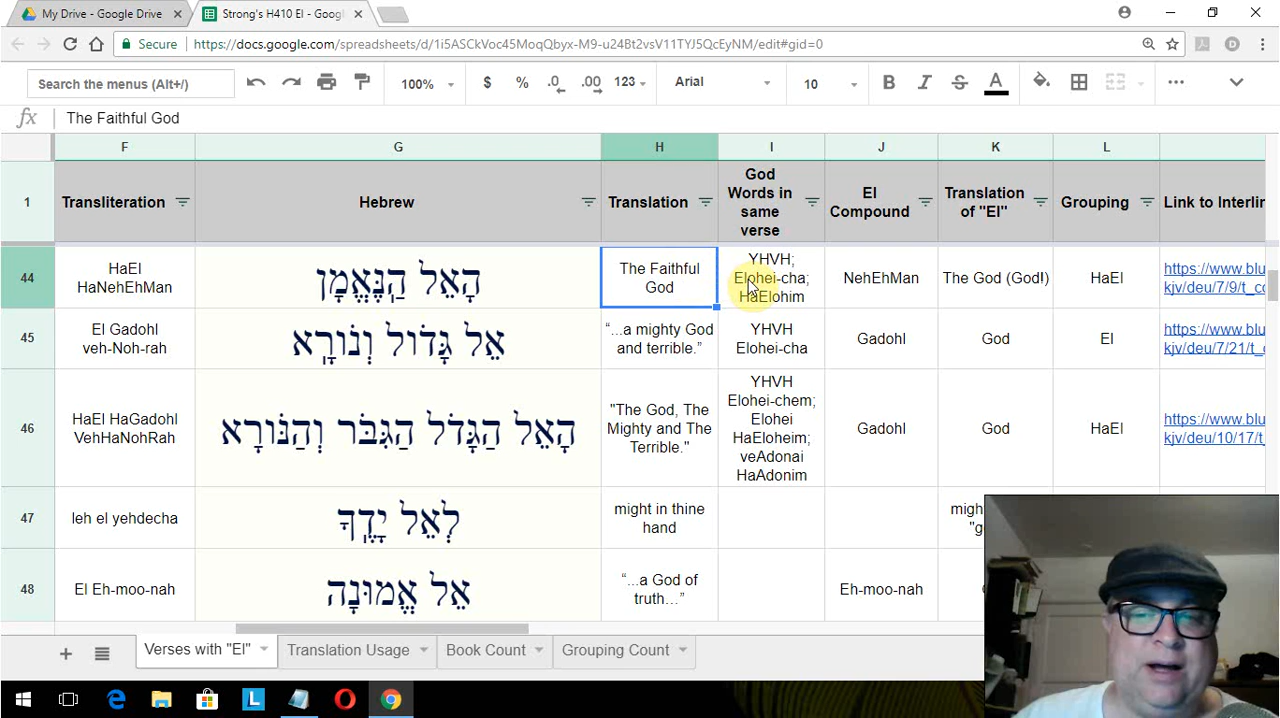 My Drive - Google Drive
Strong's H410 El - Goog
Secure
https://docs.google.com/spreadsheets/d/1i5ASCkVoc45MoqQbyx-M9-u24Bt2vsV11TYJ5QcEyNM/edit#gid=0
D
Search the menus (Alt+/)
100%
$ % .0 .00 123
Arial
10
B I S A
fx The Faithful God
F G H I J K L
1
Transliteration
Hebrew
Translation
God
Words in
same
verse
El
Compound
Translation
of "El"
Grouping
Link to Interlin
44
HaEl
HaNehEhMan
הָאֵל הַֽנֶּאֱמָן
The Faithful
God
YHVH;
Elohei-cha;
HaElohim
NehEhMan
The God (God!)
HaEl
https://www.blu
kjv/deu/7/9/t_co
45
El Gadohl
veh-Noh-rah
אֵל גָּדוֹל וְנוֹרָֽא
“...a mighty God
and terrible.”
YHVH
Elohei-cha
Gadohl
God
El
https://www.blu
kjv/deu/7/21/t_c
46
HaEl HaGadohl
VehHaNohRah
הָאֵל הַגָּדֹל הַגִּבֹּר וְהַנּוֹרָא
"The God, The
Mighty and The
Terrible."
YHVH
Elohei-chem;
Elohei
HaEloheim;
veAdonai
HaAdonim
Gadohl
God
HaEl
https://www.blu
kjv/deu/10/17/t_
47
leh el yehdecha
לְאֵל יָדֶֽךָ
might in thine
hand
48
El Eh-moo-nah
אֵל אֱמוּנָה
“...a God of
truth…”
Eh-moo-nah
Verses with "El"
Translation Usage
Book Count
Grouping Count
L